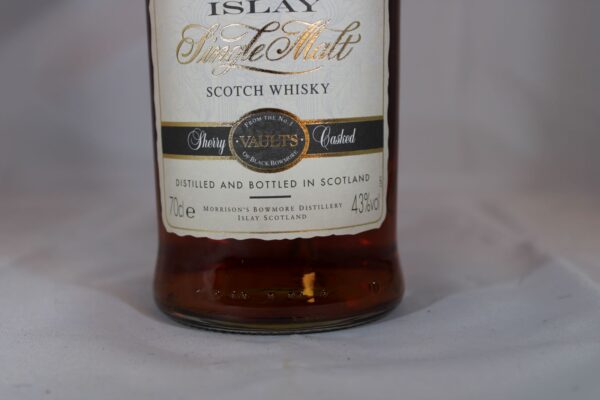 ISLAY
Single Malt
SCOTCH WHISKY
FROM THE No.1
Sherry VAULTS Casked
OF BLACK BOWMORE
DISTILLED AND BOTTLED IN SCOTLAND
70cl e MORRISON'S BOWMORE DISTILLERY 43%vol
ISLAY SCOTLAND